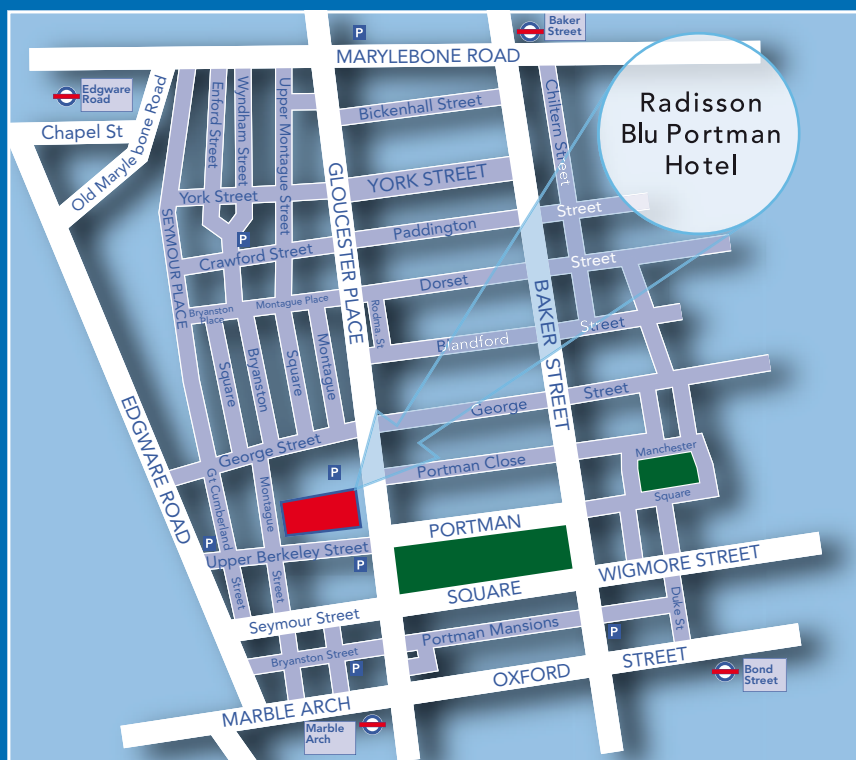 P
Baker
Street
MARYLEBONE ROAD
Edgware
Road
Radisson
Blu Portman
Hotel
Chapel St
Old Maryle bone Road
Enford Street
Wyndham Street
Upper Montague Street
Bickenhall Street
Chiltern Street
GLOUCESTER PLACE
York Street
YORK STREET
SEYMOUR PLACE
P
Crawford Street
Paddington
Street
Dorset
Street
Bryanston
Place
Montague Place
Rodma. St
BAKER STREET
Blandford
Street
Square
Bryanston
Square
Montague
EDGWARE ROAD
George Street
George
Street
P
Portman Close
Manchester
Square
Gt Cumberland
Street
Montague
Street
P
PORTMAN
SQUARE
Upper Berkeley Street
P
WIGMORE STREET
Seymour Street
Portman Mansions
P
Duke St
Bryanston Street
P
OXFORD
STREET
MARBLE ARCH
Bond
Street
Marble
Arch